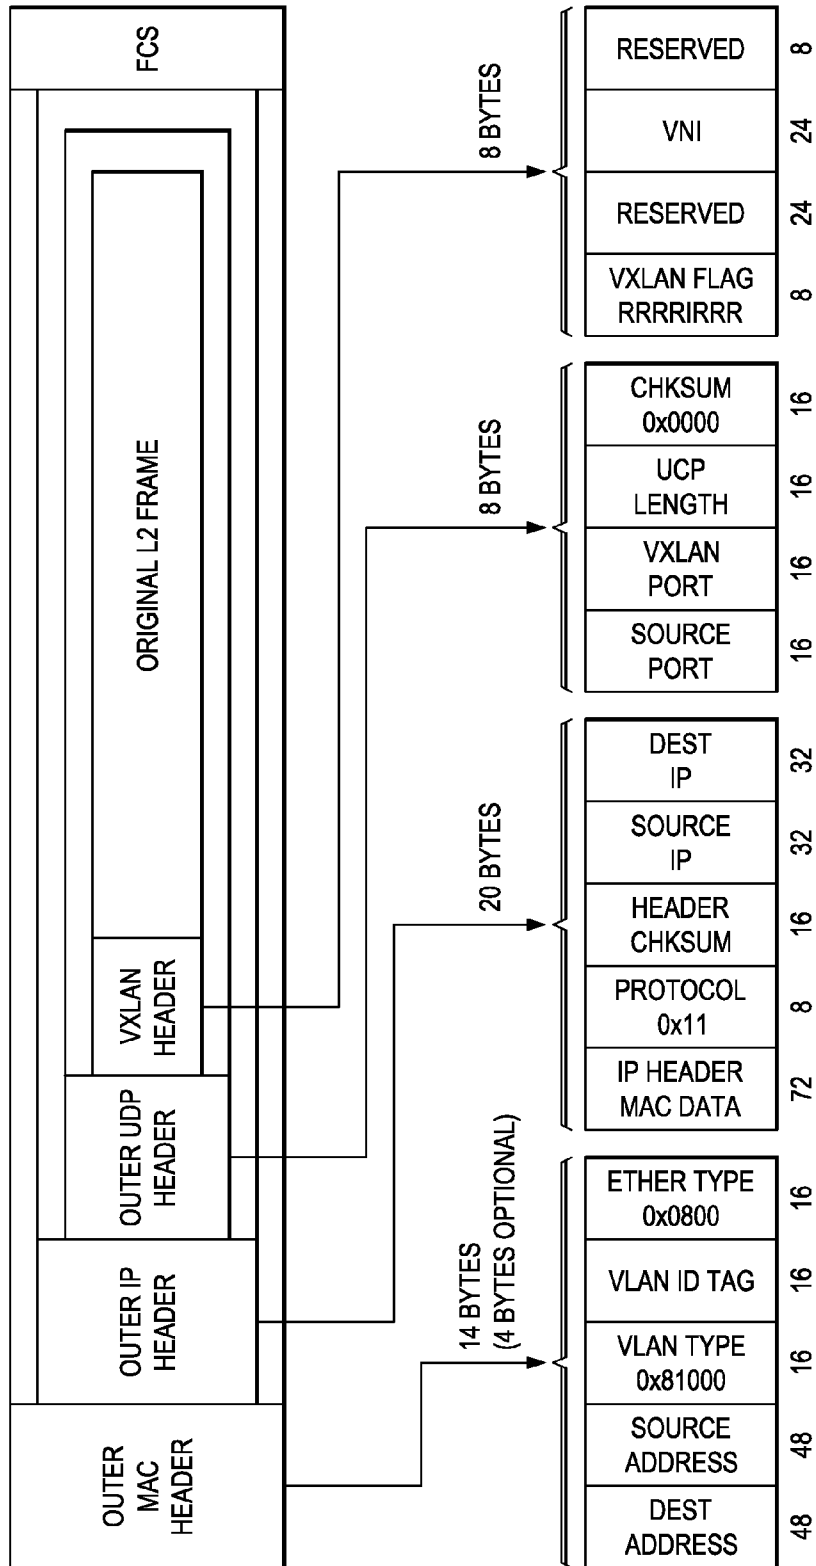 FCS
ORIGINAL L2 FRAME
VXLAN
HEADER
OUTER UDP
HEADER
OUTER IP
HEADER
OUTER
MAC
HEADER
8 BYTES
RESERVED
8
VNI
24
RESERVED
24
VXLAN FLAG
RRRRIRRR
8
8 BYTES
CHKSUM
0x0000
16
UCP
LENGTH
16
VXLAN
PORT
16
SOURCE
PORT
16
20 BYTES
DEST
IP
32
SOURCE
IP
32
HEADER
CHKSUM
16
PROTOCOL
0x11
8
IP HEADER
MAC DATA
72
14 BYTES
(4 BYTES OPTIONAL)
ETHER TYPE
0x0800
16
VLAN ID TAG
16
VLAN TYPE
0x81000
16
SOURCE
ADDRESS
48
DEST
ADDRESS
48